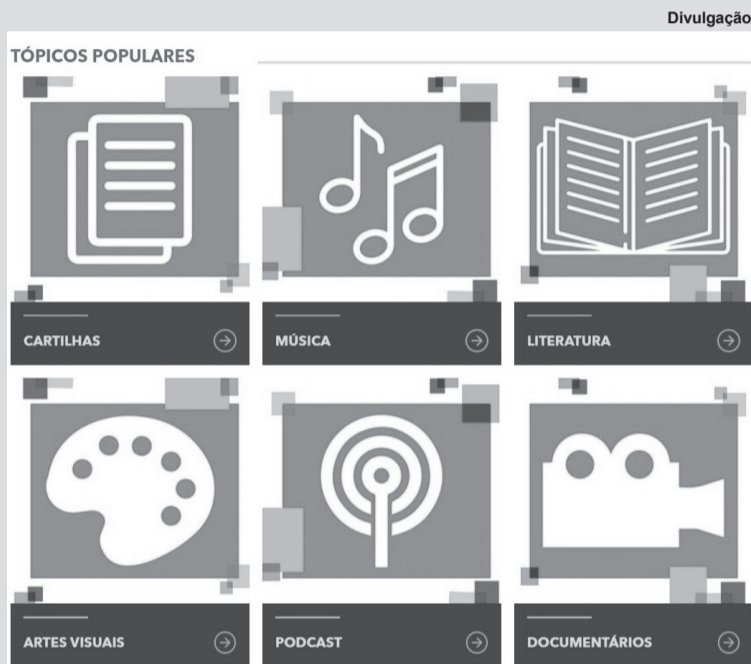 Divulgação
TÓPICOS POPULARES
CARTILHAS
MÚSICA
LITERATURA
ARTES VISUAIS
PODCAST
DOCUMENTÁRIOS